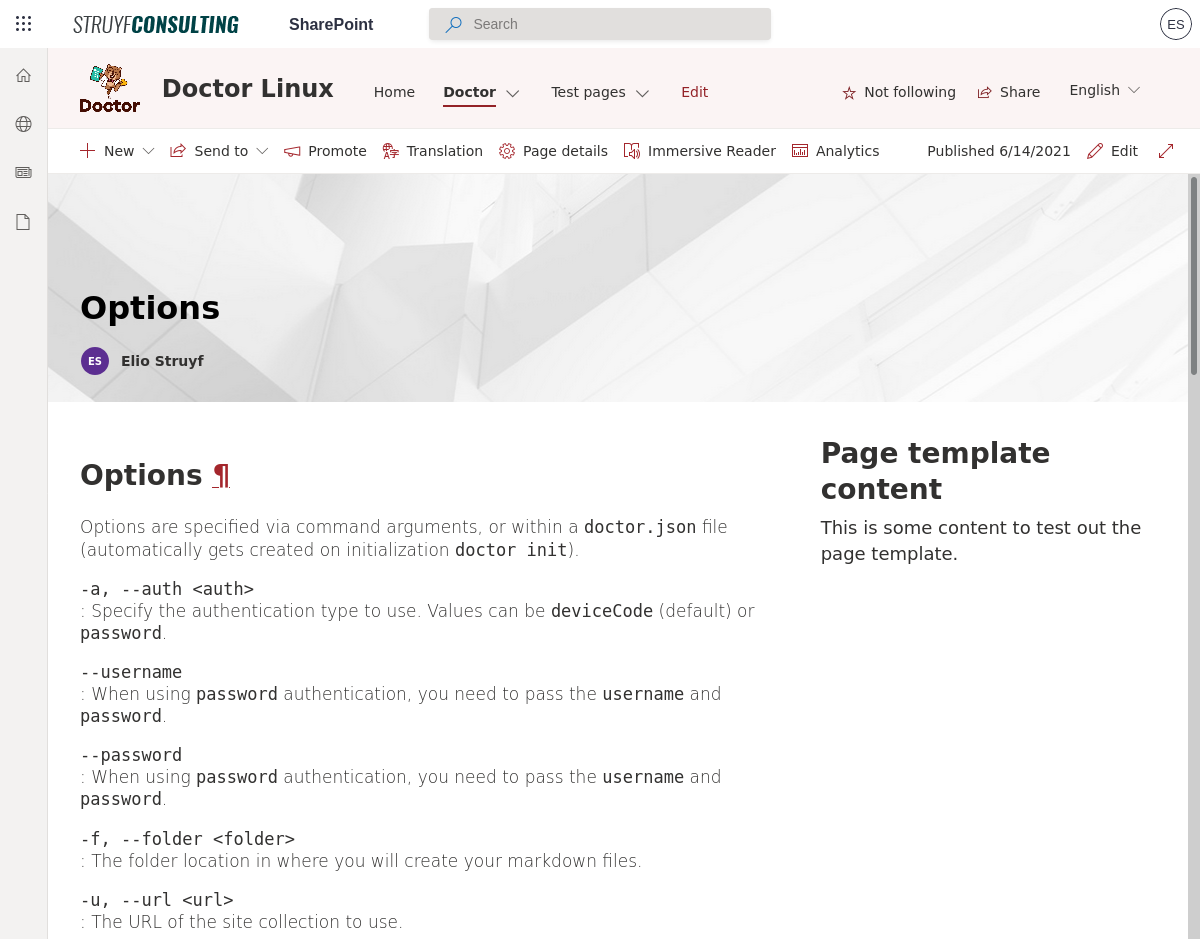 STRUYFCONSULTING SharePoint Search ES
Doctor
Doctor Linux Home Doctor Test pages Edit Not following Share English
New Send to Promote Translation Page details Immersive Reader Analytics Published 6/14/2021 Edit
Options
ES Elio Struyf
Options ¶
Options are specified via command arguments, or within a doctor.json file
(automatically gets created on initialization doctor init).
-a, --auth <auth>
: Specify the authentication type to use. Values can be deviceCode (default) or
password.
--username
: When using password authentication, you need to pass the username and
password.
--password
: When using password authentication, you need to pass the username and
password.
-f, --folder <folder>
: The folder location in where you will create your markdown files.
-u, --url <url>
: The URL of the site collection to use.
Page template
content
This is some content to test out the
page template.